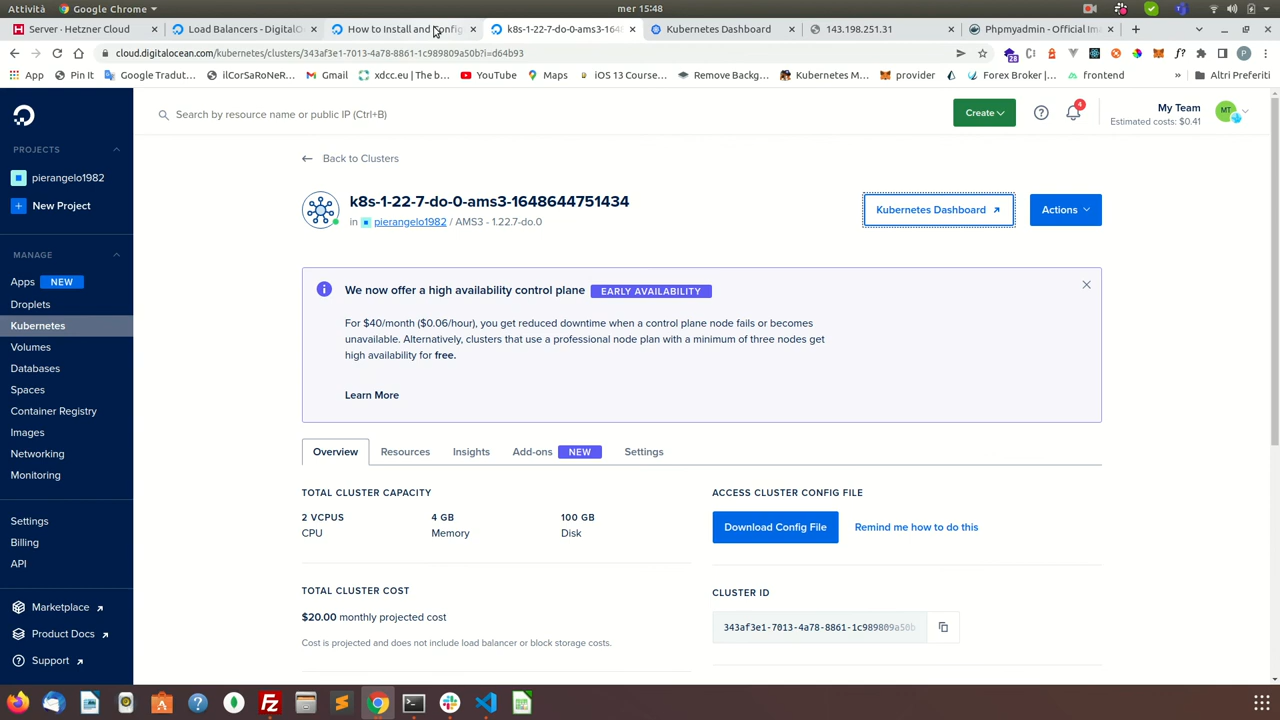 Attività
Google Chrome
mer 15:48
Server - Hetzner Cloud
Load Balancers - DigitalO
How to Install and Config
k8s-1-22-7-do-0-ams3-1648
Kubernetes Dashboard
143.198.251.31
Phpmyadmin - Official Ima
cloud.digitalocean.com/kubernetes/clusters/343af3e1-7013-4a78-8861-1c989809a50b?i=d64b93
28
App
Pin It
Google Tradut...
ilCorSaRoNeR...
Gmail
xdcc.eu | The b...
YouTube
Maps
iOS 13 Course...
Remove Backg...
Kubernetes M...
provider
Forex Broker |...
frontend
»
Altri Preferiti
Search by resource name or public IP (Ctrl+B)
Create
4
My Team
Estimated costs: $0.41
MT
PROJECTS
pierangelo1982
New Project
MANAGE
Apps NEW
Droplets
Kubernetes
Volumes
Databases
Spaces
Container Registry
Images
Networking
Monitoring
Settings
Billing
API
Marketplace
Product Docs
Support
Back to Clusters
k8s-1-22-7-do-0-ams3-1648644751434
in pierangelo1982 / AMS3 - 1.22.7-do.0
Kubernetes Dashboard
Actions
We now offer a high availability control plane EARLY AVAILABILITY
For $40/month ($0.06/hour), you get reduced downtime when a control plane node fails or becomes
unavailable. Alternatively, clusters that use a professional node plan with a minimum of three nodes get
high availability for free.
Learn More
Overview
Resources
Insights
Add-ons NEW
Settings
TOTAL CLUSTER CAPACITY
2 VCPUS
CPU
4 GB
Memory
100 GB
Disk
TOTAL CLUSTER COST
$20.00 monthly projected cost
Cost is projected and does not include load balancer or block storage costs.
ACCESS CLUSTER CONFIG FILE
Download Config File
Remind me how to do this
CLUSTER ID
343af3e1-7013-4a78-8861-1c989809a50b